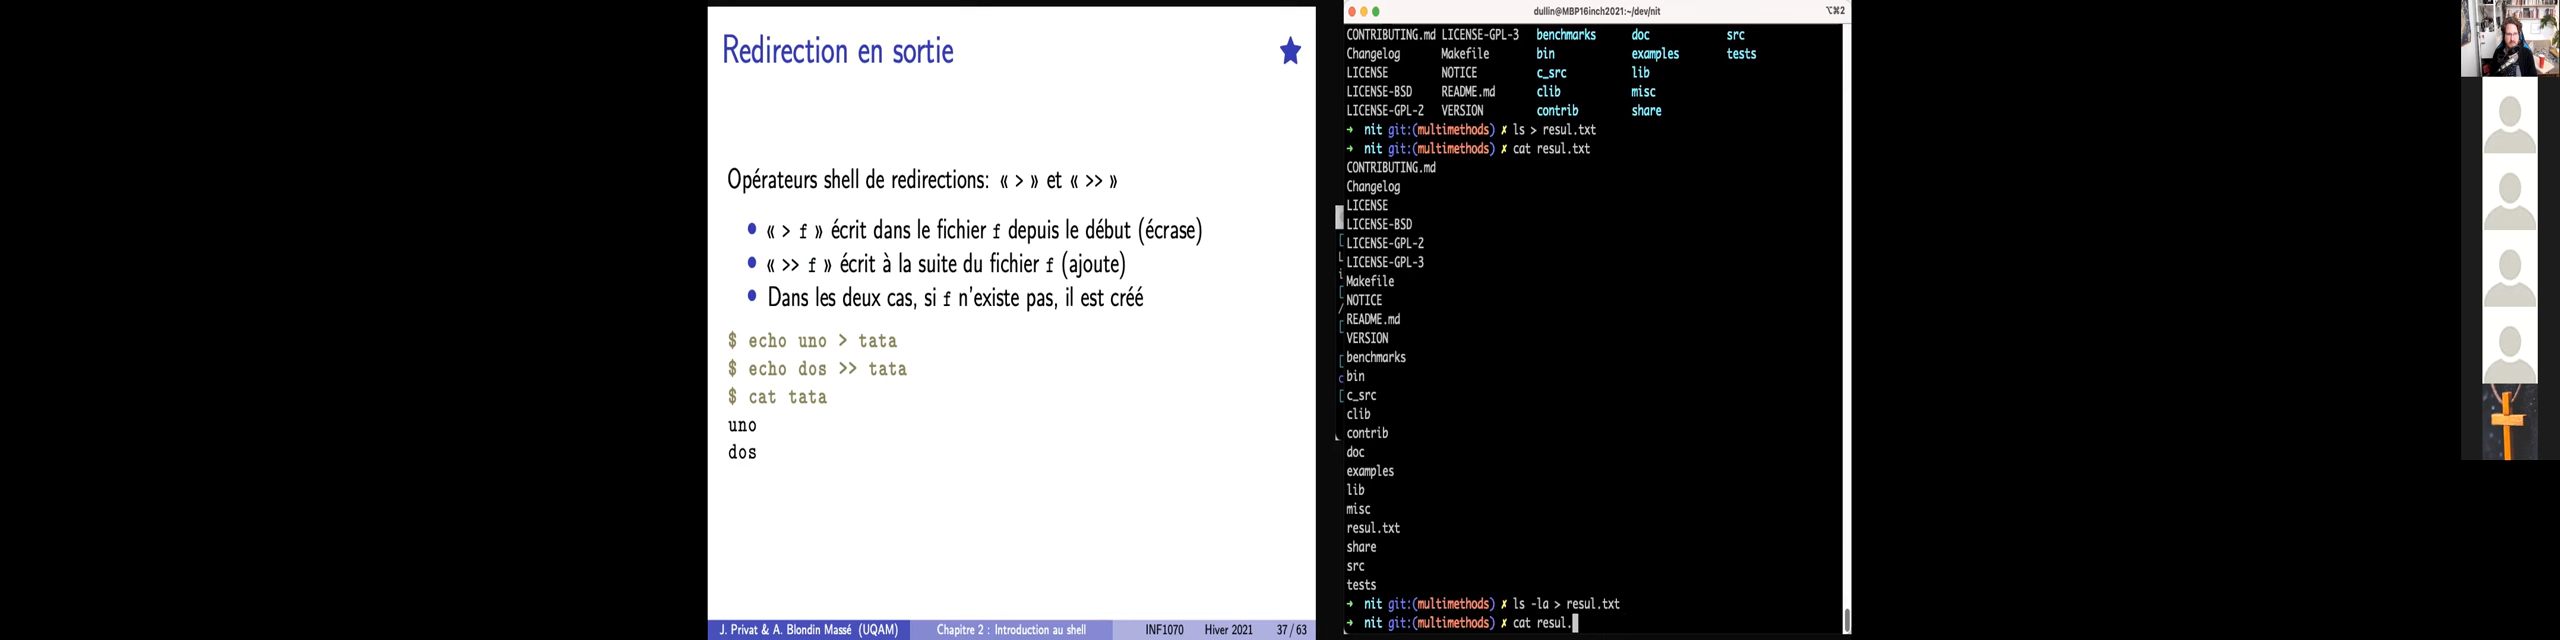 Redirection en sortie
Opérateurs shell de redirections: « > » et « >> »
« > f » écrit dans le fichier f depuis le début (écrase)
« >> f » écrit à la suite du fichier f (ajoute)
Dans les deux cas, si f n'existe pas, il est créé
$ echo uno > tata
$ echo dos >> tata
$ cat tata
uno
dos
J. Privat & A. Blondin Massé (UQAM) Chapitre 2 : Introduction au shell INF1070 Hiver 2021 37 / 63
dullin@MBP16inch2021:~/dev/nit ⌥⌘2
CONTRIBUTING.md LICENSE-GPL-3 benchmarks doc src
Changelog Makefile bin examples tests
LICENSE NOTICE c_src lib
LICENSE-BSD README.md clib misc
LICENSE-GPL-2 VERSION contrib share
➜ nit git:(multimethods) ✗ ls > resul.txt
➜ nit git:(multimethods) ✗ cat resul.txt
CONTRIBUTING.md
Changelog
LICENSE
LICENSE-BSD
LICENSE-GPL-2
LICENSE-GPL-3
Makefile
NOTICE
README.md
VERSION
benchmarks
bin
c_src
clib
contrib
doc
examples
lib
misc
resul.txt
share
src
tests
➜ nit git:(multimethods) ✗ ls -la > resul.txt
➜ nit git:(multimethods) ✗ cat resul.